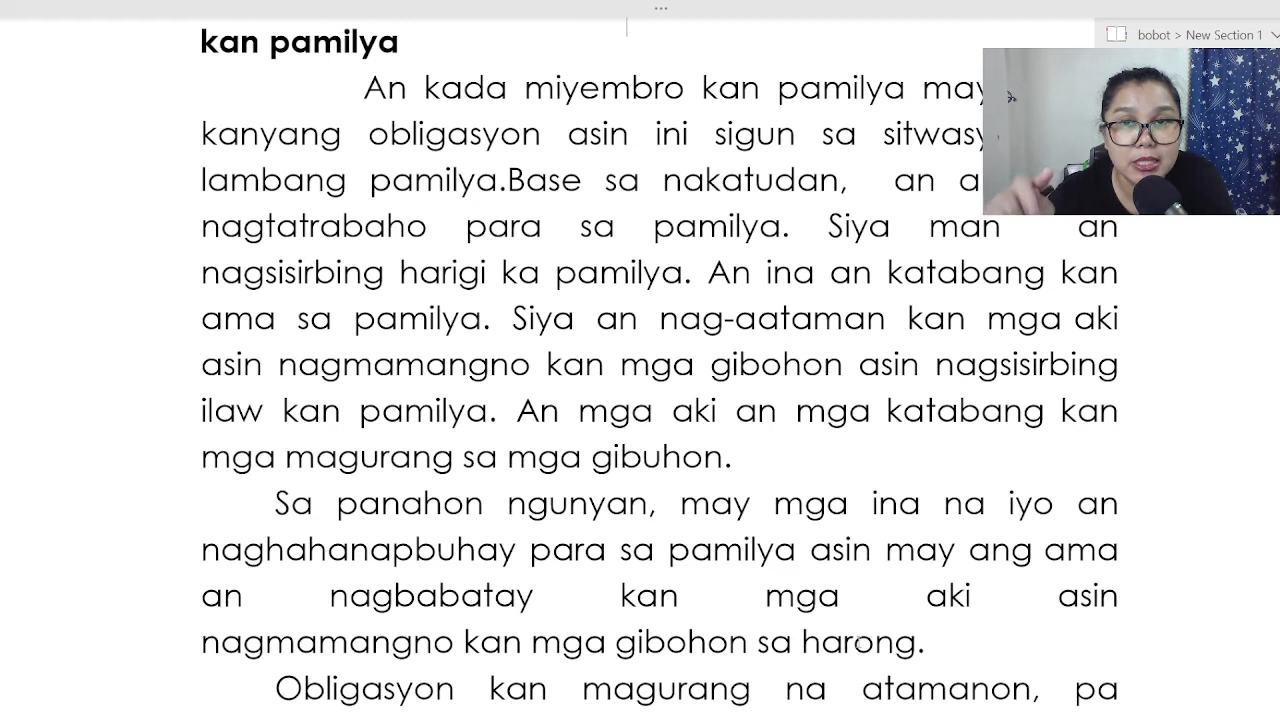 bobot > New Section 1
kan pamilya
An kada miyembro kan pamilya may
kanyang obligasyon asin ini sigun sa
lambang pamilya.Base sa nakatudan, an
nagtatrabaho para sa pamilya. Siya man an
nagsisirbing harigi ka pamilya. An ina an katabang kan
ama sa pamilya. Siya an nag-aataman kan mga aki
asin nagmamangno kan mga gibohon asin nagsisirbing
ilaw kan pamilya. An mga aki an mga katabang kan
mga magurang sa mga gibuhon.
Sa panahon ngunyan, may mga ina na iyo an
naghahanapbuhay para sa pamilya asin may ang ama
an nagbabatay kan mga aki asin
nagmamangno kan mga gibohon sa harong.
Obligasyon kan magurang na atamanon, pa